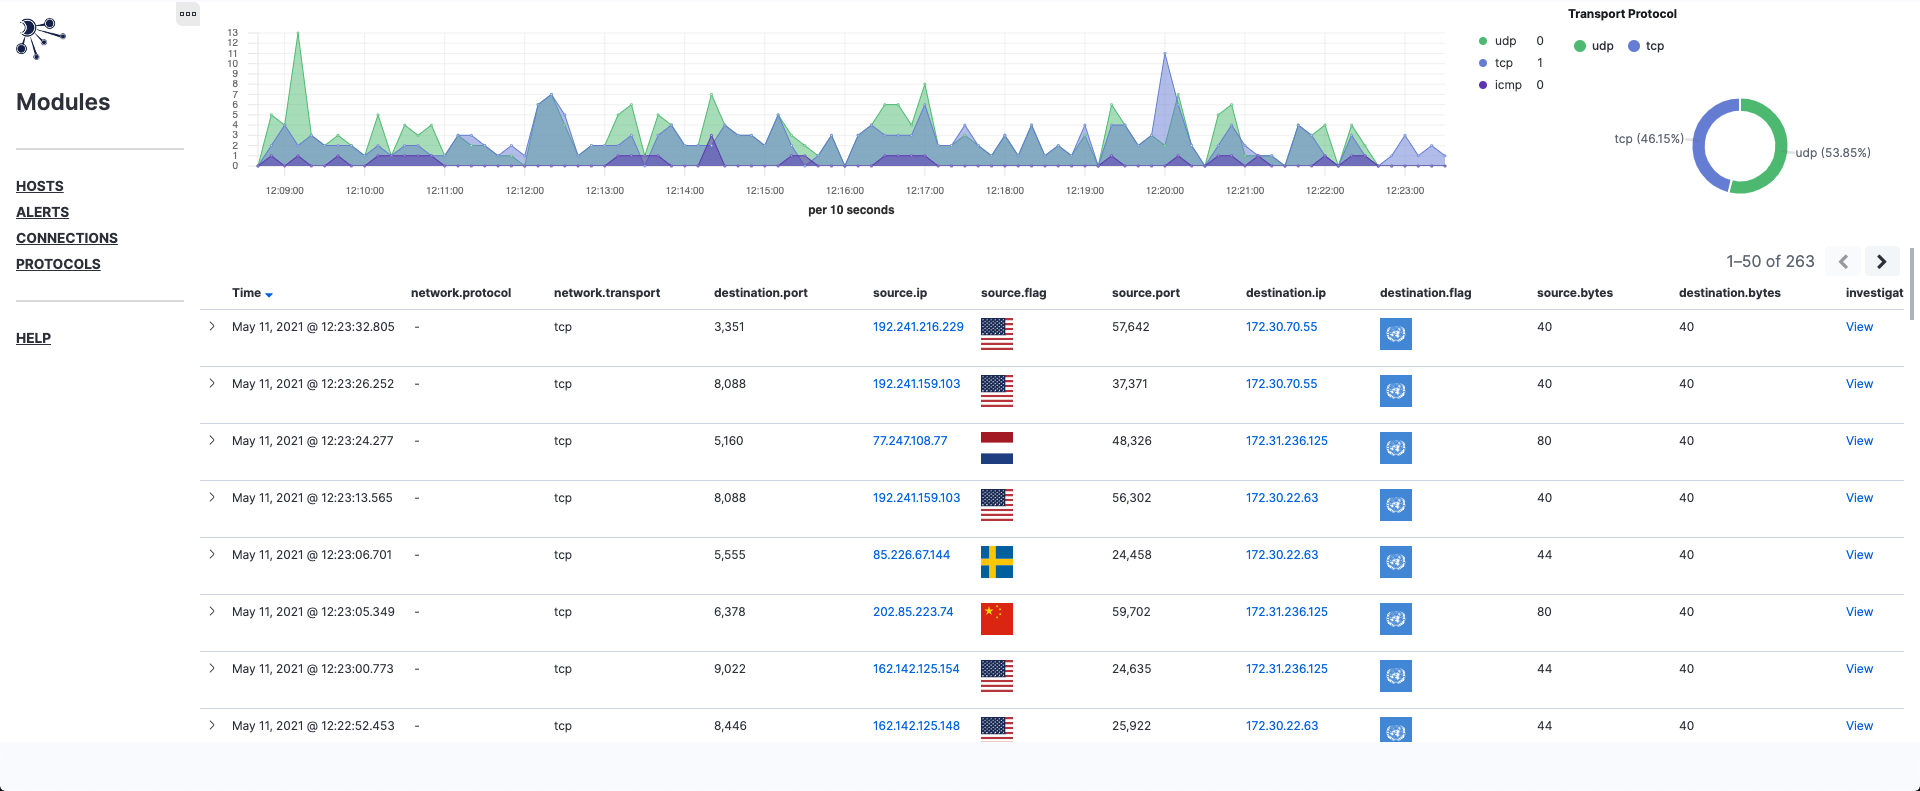 Modules
HOSTS
ALERTS
CONNECTIONS
PROTOCOLS
HELP
13
12
11
10
9
8
7
6
5
4
3
2
1
0
12:09:00 12:10:00 12:11:00 12:12:00 12:13:00 12:14:00 12:15:00 12:16:00 12:17:00 12:18:00 12:19:00 12:20:00 12:21:00 12:22:00 12:23:00
per 10 seconds
udp 0
tcp 1
icmp 0
Transport Protocol
udp tcp
tcp (46.15%)
udp (53.85%)
1–50 of 263
Time network.protocol network.transport destination.port source.ip source.flag source.port destination.ip destination.flag source.bytes destination.bytes investigat
May 11, 2021 @ 12:23:32.805 - tcp 3,351 192.241.216.229 57,642 172.30.70.55 40 40 View
May 11, 2021 @ 12:23:26.252 - tcp 8,088 192.241.159.103 37,371 172.30.70.55 40 40 View
May 11, 2021 @ 12:23:24.277 - tcp 5,160 77.247.108.77 48,326 172.31.236.125 80 40 View
May 11, 2021 @ 12:23:13.565 - tcp 8,088 192.241.159.103 56,302 172.30.22.63 40 40 View
May 11, 2021 @ 12:23:06.701 - tcp 5,555 85.226.67.144 24,458 172.30.22.63 44 40 View
May 11, 2021 @ 12:23:05.349 - tcp 6,378 202.85.223.74 59,702 172.31.236.125 80 40 View
May 11, 2021 @ 12:23:00.773 - tcp 9,022 162.142.125.154 24,635 172.31.236.125 44 40 View
May 11, 2021 @ 12:22:52.453 - tcp 8,446 162.142.125.148 25,922 172.30.22.63 44 40 View